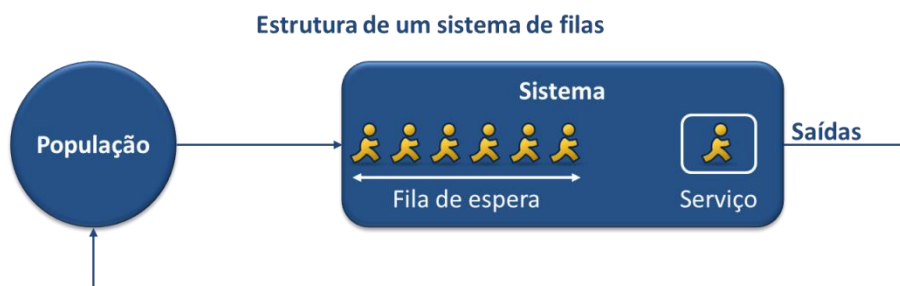 Estrutura de um sistema de filas
Sistema
População
Saídas
Fila de espera
Serviço